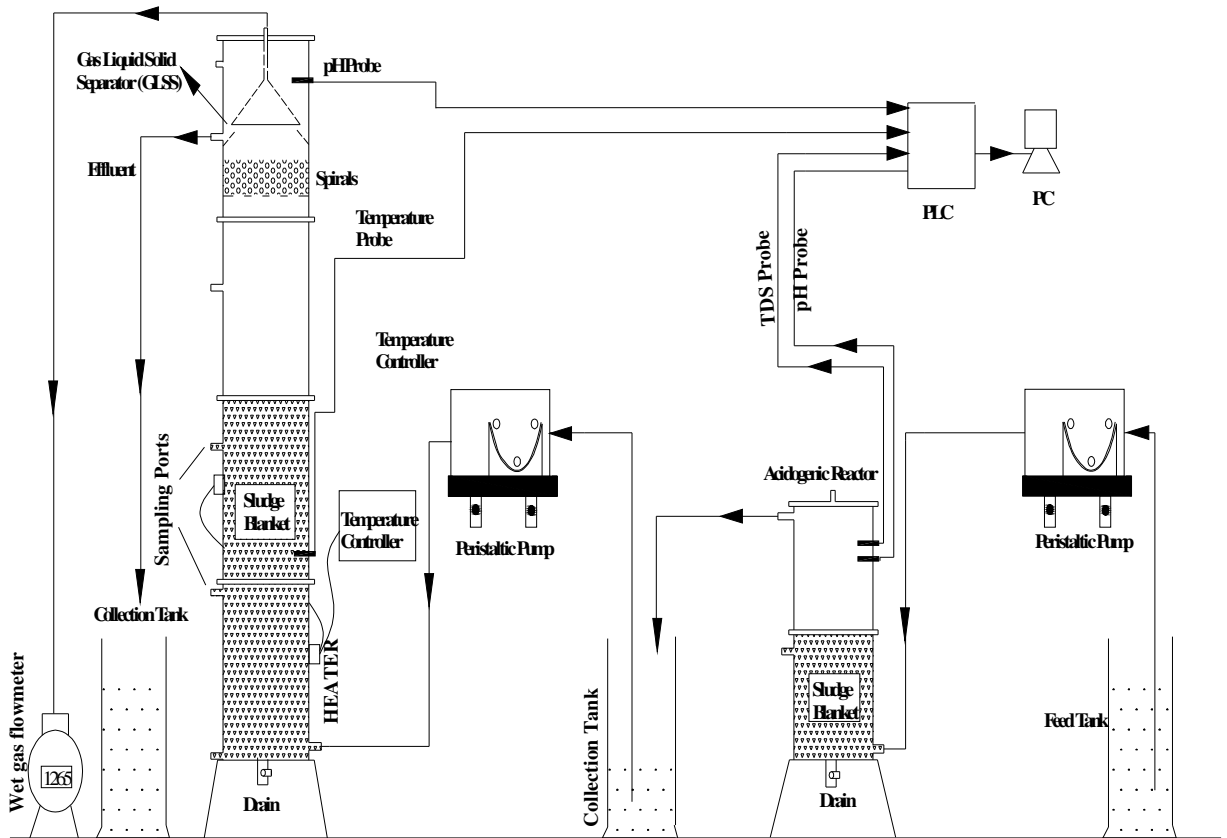 Gas Liquid Solid
Separator (GLSS)
pH Probe
Effluent
Spirals
Temperature
Probe
PLC
PC
TDS Probe
pH Probe
Temperature
Controller
Sampling Ports
Sludge
Blanket
Temperature
Controller
Peristaltic Pump
Acidogenic Reactor
Peristaltic Pump
Collection Tank
HEATER
Wet gas flowmeter
1265
Drain
Collection Tank
Sludge
Blanket
Drain
Feed Tank